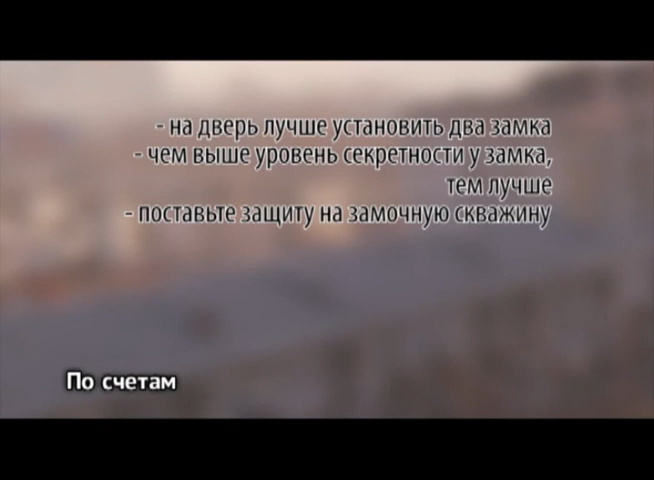 - на дверь лучше установить два замка
- чем выше уровень секретности у замка,
тем лучше
- поставьте защиту на замочную скважину
По счетам